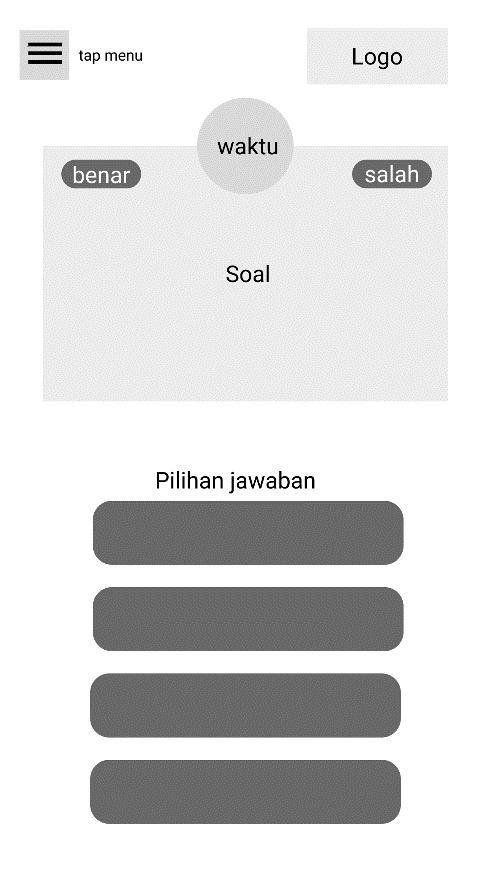 tap menu
Logo
waktu
benar
salah
Soal
Pilihan jawaban